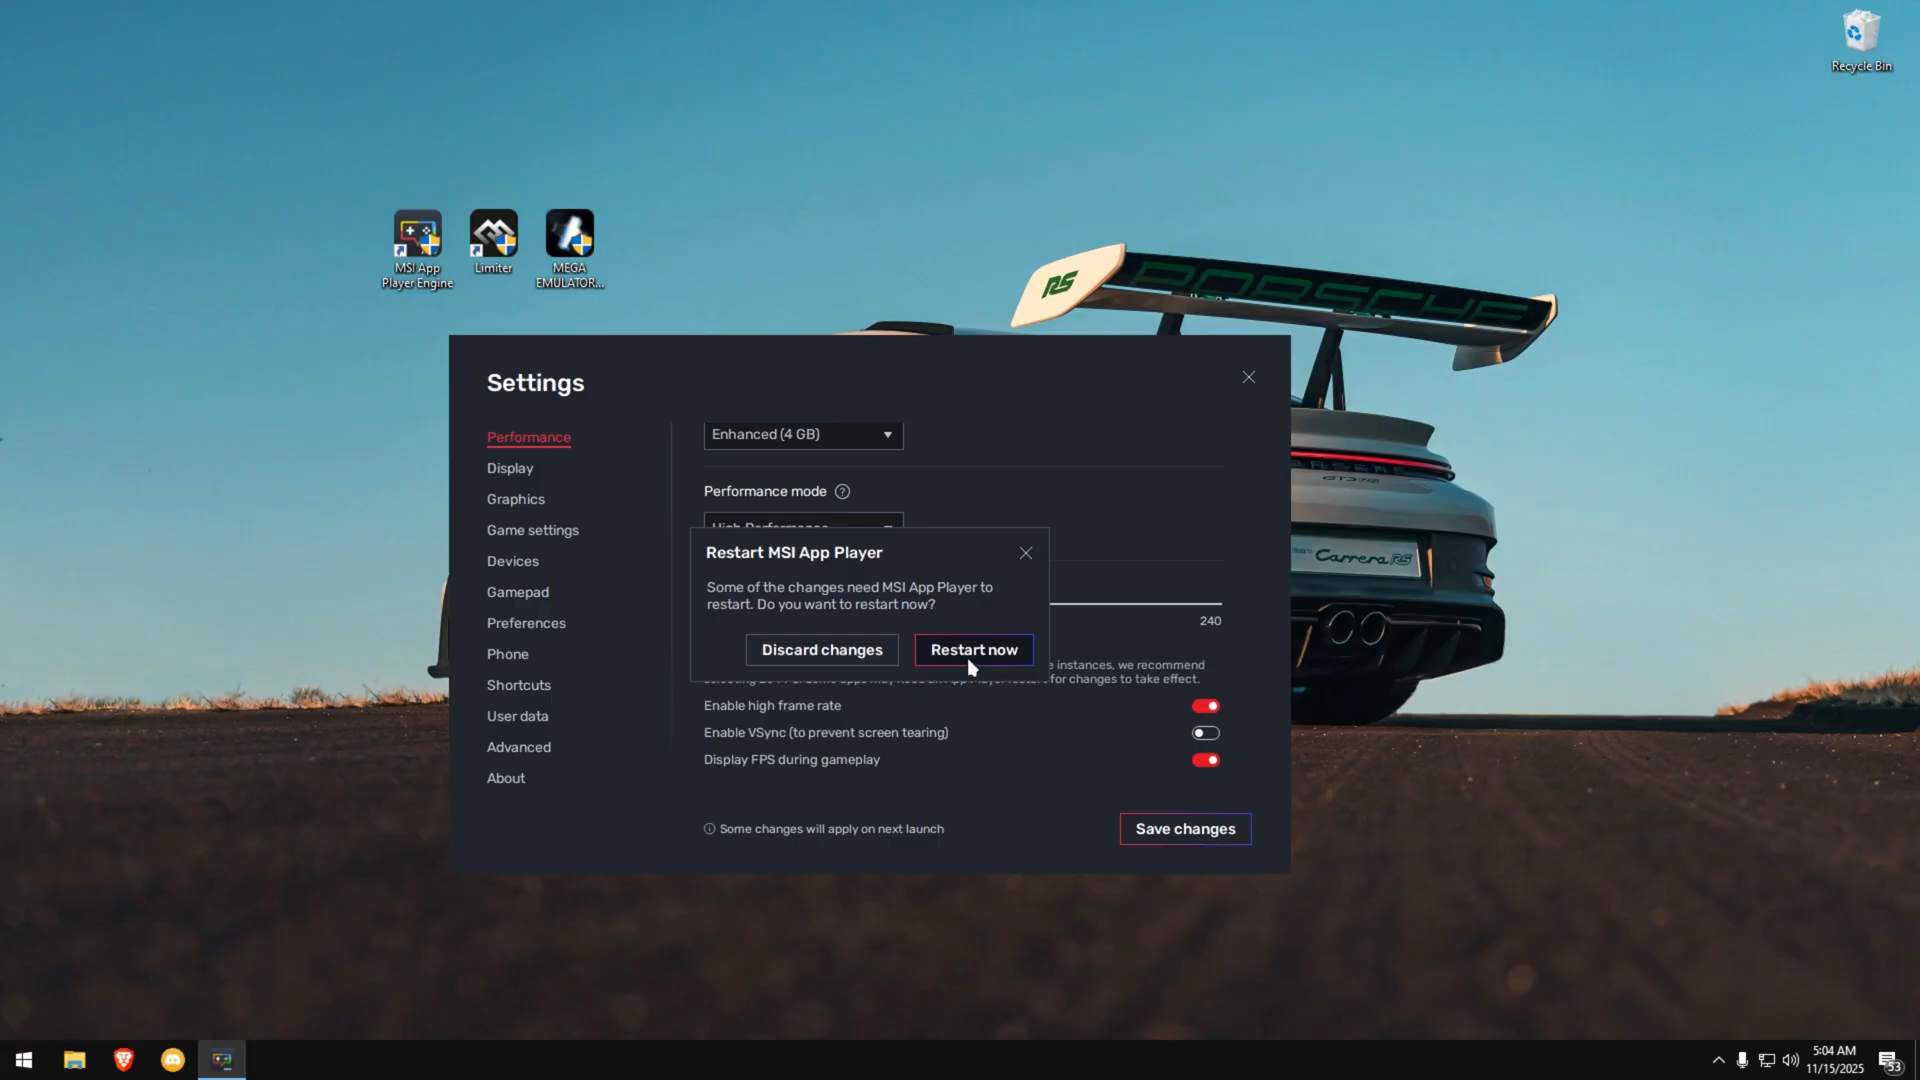 Recycle Bin
MSI App
Player Engine
Limiter
MEGA
EMULATOR...
RS
PORSCHE
Carrera RS
Settings
Performance
Display
Graphics
Game settings
Devices
Gamepad
Preferences
Phone
Shortcuts
User data
Advanced
About
Enhanced (4 GB)
Performance mode
High Performance
Restart MSI App Player
Some of the changes need MSI App Player to
restart. Do you want to restart now?
Discard changes
Restart now
240
e instances, we recommend
for changes to take effect.
Enable high frame rate
Enable VSync (to prevent screen tearing)
Display FPS during gameplay
Some changes will apply on next launch
Save changes
5:04 AM
11/15/2025
53